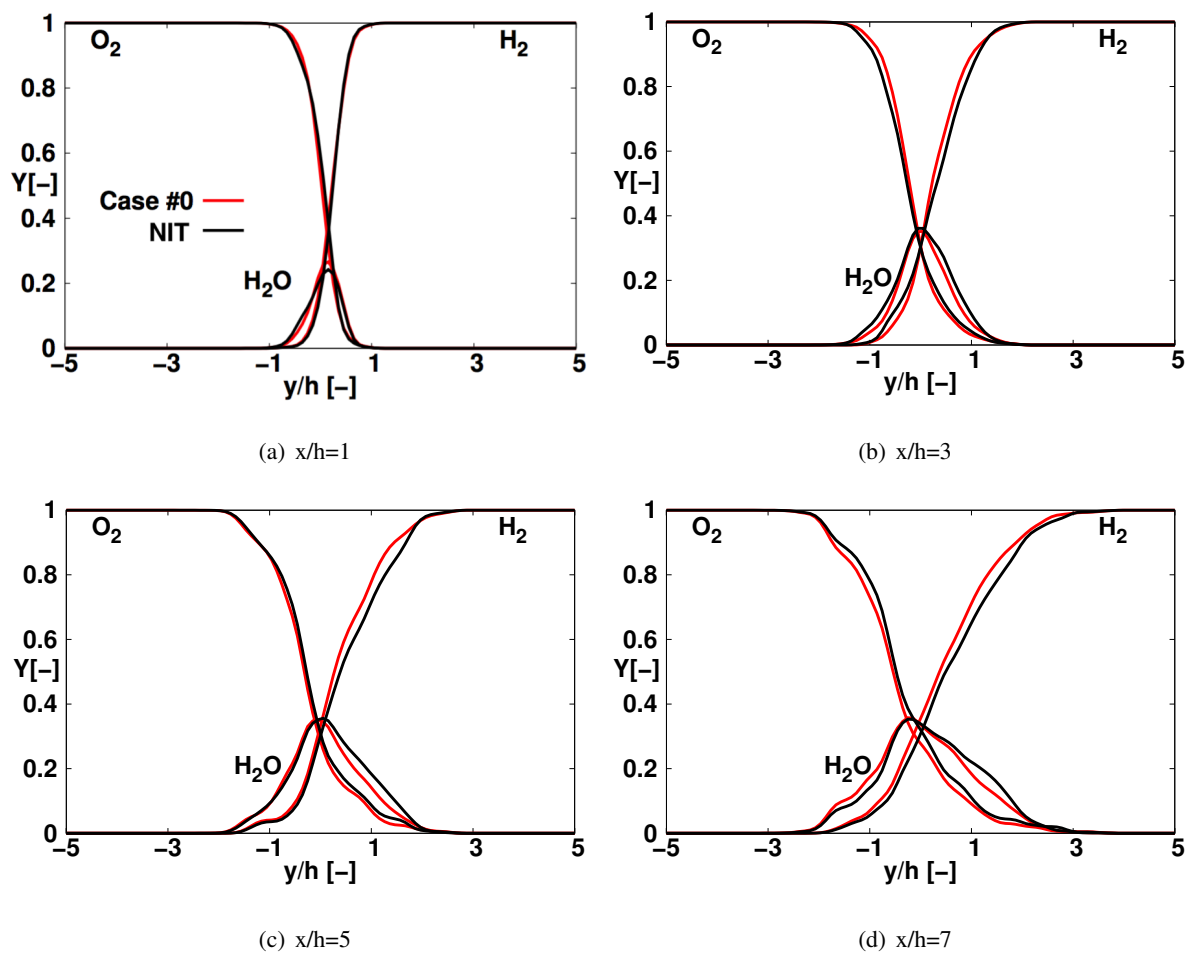 1
0.8
0.6
Y[−]
0.4
0.2
0
O2
H2
Case #0
NIT
H2O
−5
−3
−1
1
3
5
y/h [−]
(a) x/h=1
1
0.8
0.6
Y[−]
0.4
0.2
0
O2
H2
H2O
−5
−3
−1
1
3
5
y/h [−]
(b) x/h=3
1
0.8
0.6
Y[−]
0.4
0.2
0
O2
H2
H2O
−5
−3
−1
1
3
5
y/h [−]
(c) x/h=5
1
0.8
0.6
Y[−]
0.4
0.2
0
O2
H2
H2O
−5
−3
−1
1
3
5
y/h [−]
(d) x/h=7